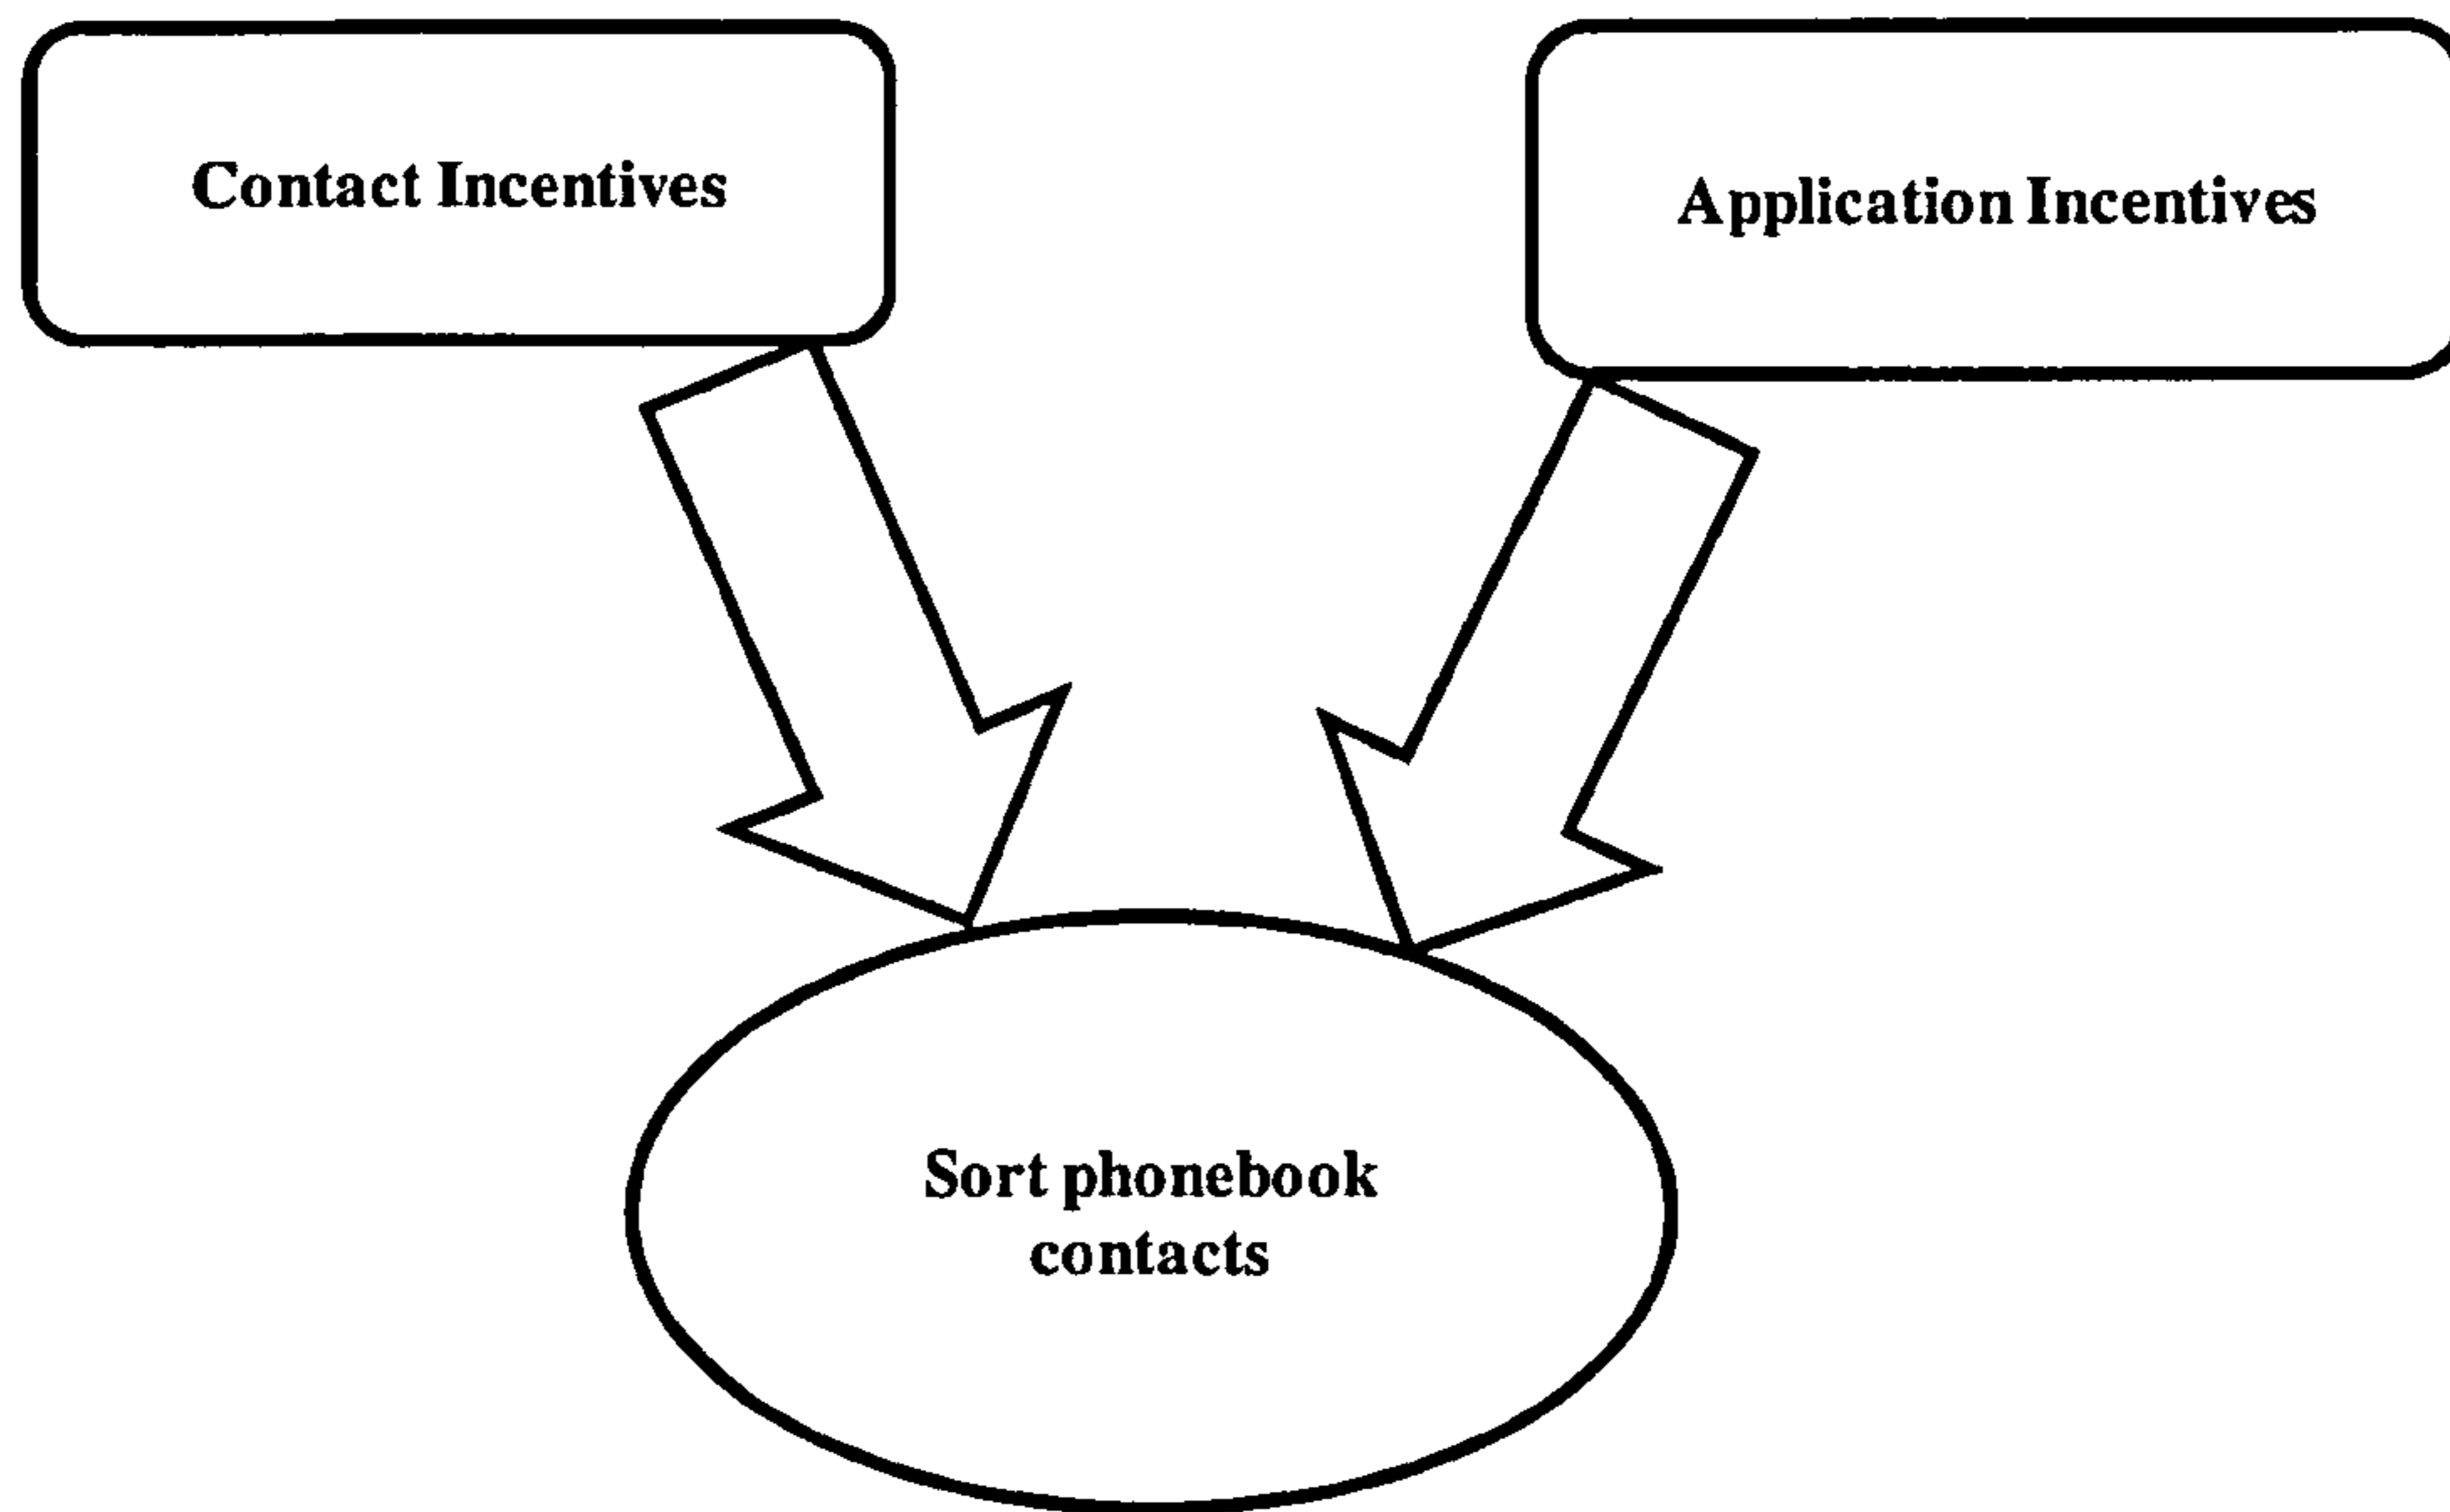 Contact Incentives
Application Incentives
Sort phonebook
contacts